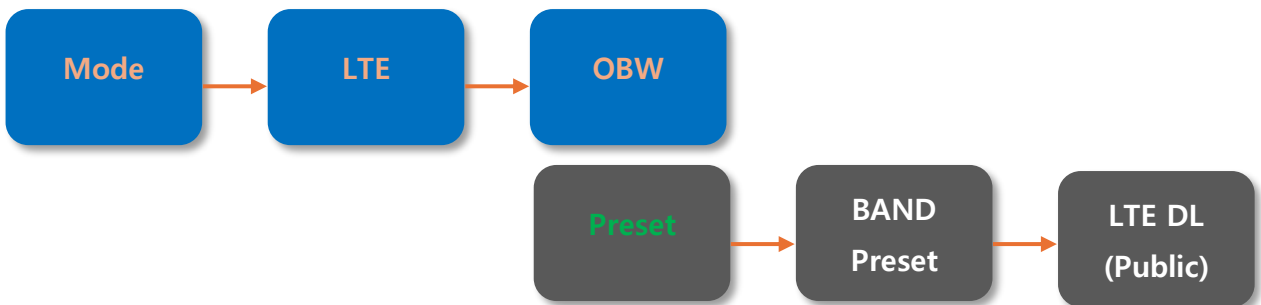 Mode
LTE
OBW
Preset
BAND
Preset
LTE DL
(Public)